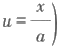 u = x/a)